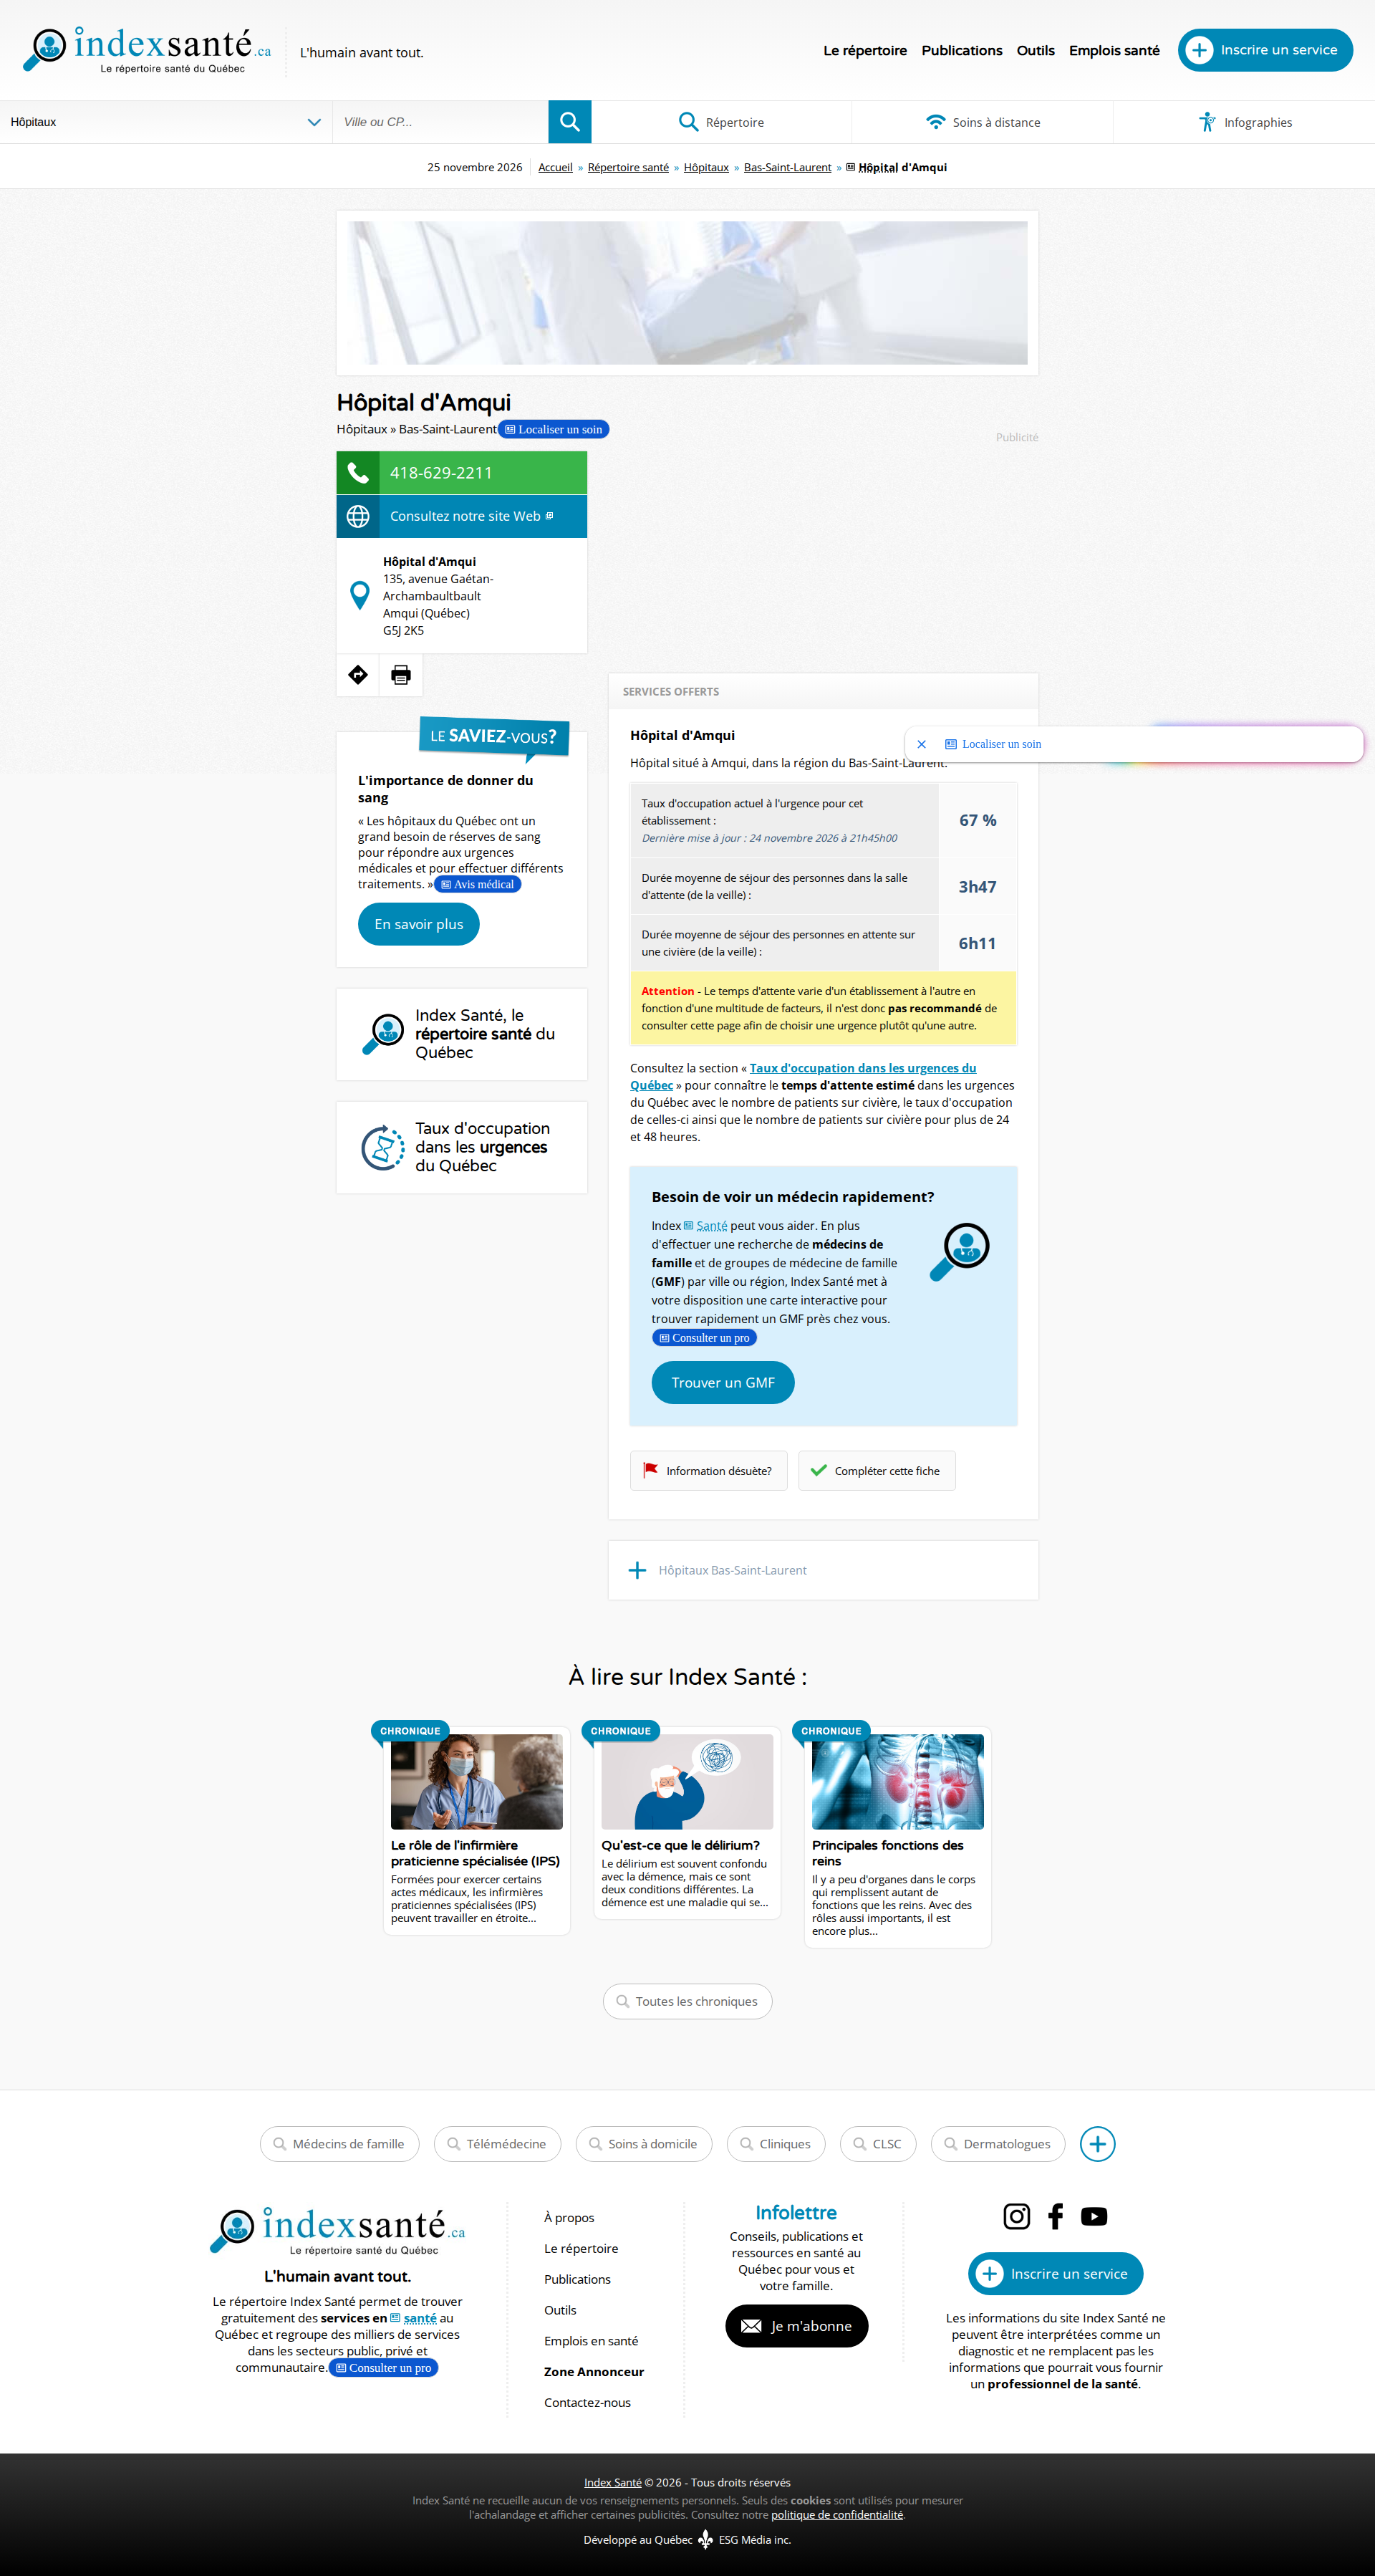 indexsanté.ca
Le répertoire santé du Québec
L'humain avant tout.
Le répertoire
Publications
Outils
Emplois santé
Inscrire un service
Hôpitaux
Ville ou CP...
Répertoire
Soins à distance
Infographies
25 novembre 2026
Accueil » Répertoire santé » Hôpitaux » Bas-Saint-Laurent » Hôpital d'Amqui
Hôpital d'Amqui
Hôpitaux » Bas-Saint-Laurent Localiser un soin
Publicité
418-629-2211
Consultez notre site Web
Hôpital d'Amqui
135, avenue Gaétan-
Archambaultbault
Amqui (Québec)
G5J 2K5
LE SAVIEZ-VOUS?
L'importance de donner du
sang
« Les hôpitaux du Québec ont un
grand besoin de réserves de sang
pour répondre aux urgences
médicales et pour effectuer différents
traitements. » Avis médical
En savoir plus
Index Santé, le
répertoire santé du
Québec
Taux d'occupation
dans les urgences
du Québec
SERVICES OFFERTS
Hôpital d'Amqui
Localiser un soin
Hôpital situé à Amqui, dans la région du Bas-Saint-Laurent.
Taux d'occupation actuel à l'urgence pour cet
établissement :
Dernière mise à jour : 24 novembre 2026 à 21h45h00
67 %
Durée moyenne de séjour des personnes dans la salle
d'attente (de la veille) :
3h47
Durée moyenne de séjour des personnes en attente sur
une civière (de la veille) :
6h11
Attention - Le temps d'attente varie d'un établissement à l'autre en
fonction d'une multitude de facteurs, il n'est donc pas recommandé de
consulter cette page afin de choisir une urgence plutôt qu'une autre.
Consultez la section « Taux d'occupation dans les urgences du
Québec » pour connaître le temps d'attente estimé dans les urgences
du Québec avec le nombre de patients sur civière, le taux d'occupation
de celles-ci ainsi que le nombre de patients sur civière pour plus de 24
et 48 heures.
Besoin de voir un médecin rapidement?
Index Santé peut vous aider. En plus
d'effectuer une recherche de médecins de
famille et de groupes de médecine de famille
(GMF) par ville ou région, Index Santé met à
votre disposition une carte interactive pour
trouver rapidement un GMF près chez vous.
Consulter un pro
Trouver un GMF
Information désuète?
Compléter cette fiche
Hôpitaux Bas-Saint-Laurent
À lire sur Index Santé :
CHRONIQUE
Le rôle de l'infirmière
praticienne spécialisée (IPS)
Formées pour exercer certains
actes médicaux, les infirmières
praticiennes spécialisées (IPS)
peuvent travailler en étroite...
CHRONIQUE
Qu'est-ce que le délirium?
Le délirium est souvent confondu
avec la démence, mais ce sont
deux conditions différentes. La
démence est une maladie qui se...
CHRONIQUE
Principales fonctions des
reins
Il y a peu d'organes dans le corps
qui remplissent autant de
fonctions que les reins. Avec des
rôles aussi importants, il est
encore plus...
Toutes les chroniques
Médecins de famille
Télémédecine
Soins à domicile
Cliniques
CLSC
Dermatologues
indexsanté.ca
Le répertoire santé du Québec
L'humain avant tout.
Le répertoire Index Santé permet de trouver
gratuitement des services en santé au
Québec et regroupe des milliers de services
dans les secteurs public, privé et
communautaire. Consulter un pro
À propos
Le répertoire
Publications
Outils
Emplois en santé
Zone Annonceur
Contactez-nous
Infolettre
Conseils, publications et
ressources en santé au
Québec pour vous et
votre famille.
Je m'abonne
Inscrire un service
Les informations du site Index Santé ne
peuvent être interprétées comme un
diagnostic et ne remplacent pas les
informations que pourrait vous fournir
un professionnel de la santé.
Index Santé © 2026 - Tous droits réservés
Index Santé ne recueille aucun de vos renseignements personnels. Seuls des cookies sont utilisés pour mesurer
l'achalandage et afficher certaines publicités. Consultez notre politique de confidentialité.
Développé au Québec ESG Média inc.